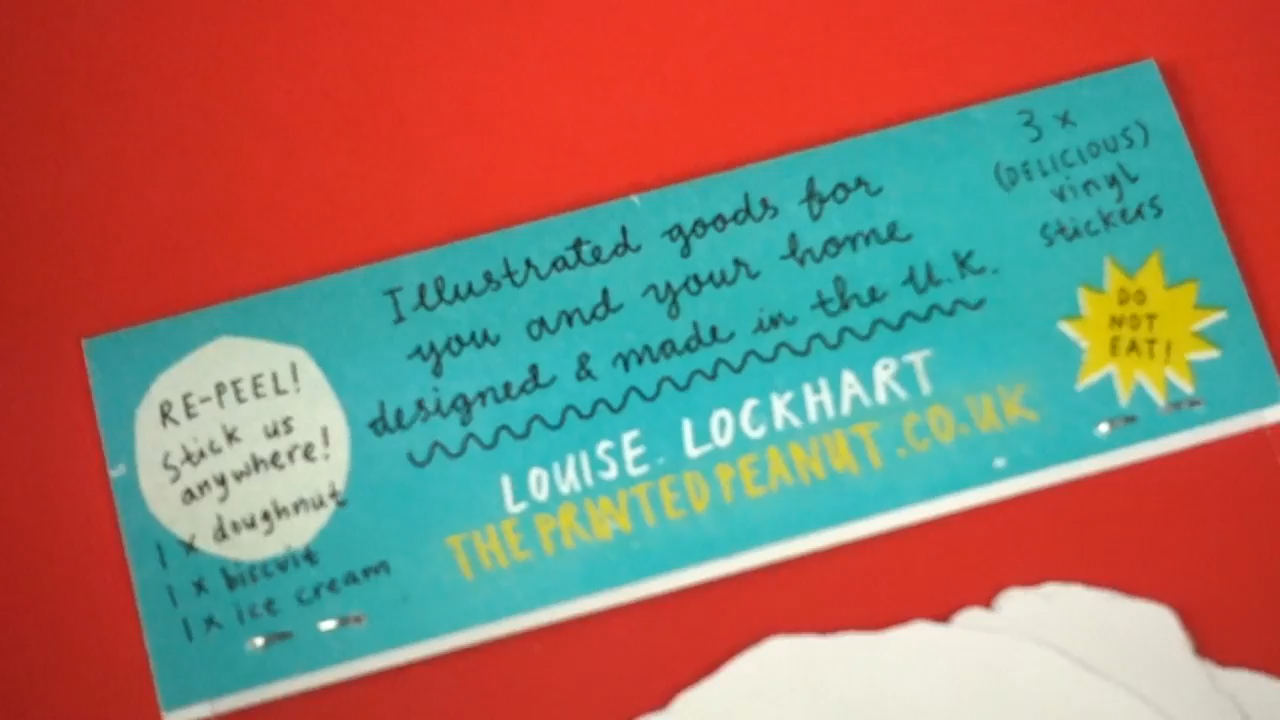 RE-PEEL!
Stick us
anywhere!
1 x doughnut
1 x biscuit
1 x ice cream
Illustrated goods for
you and your home
designed & made in the U.K.
LOUISE LOCKHART
THEPRINTEDPEANUT.CO.UK
3 x
(DELICIOUS)
vinyl
stickers
DO
NOT
EAT!